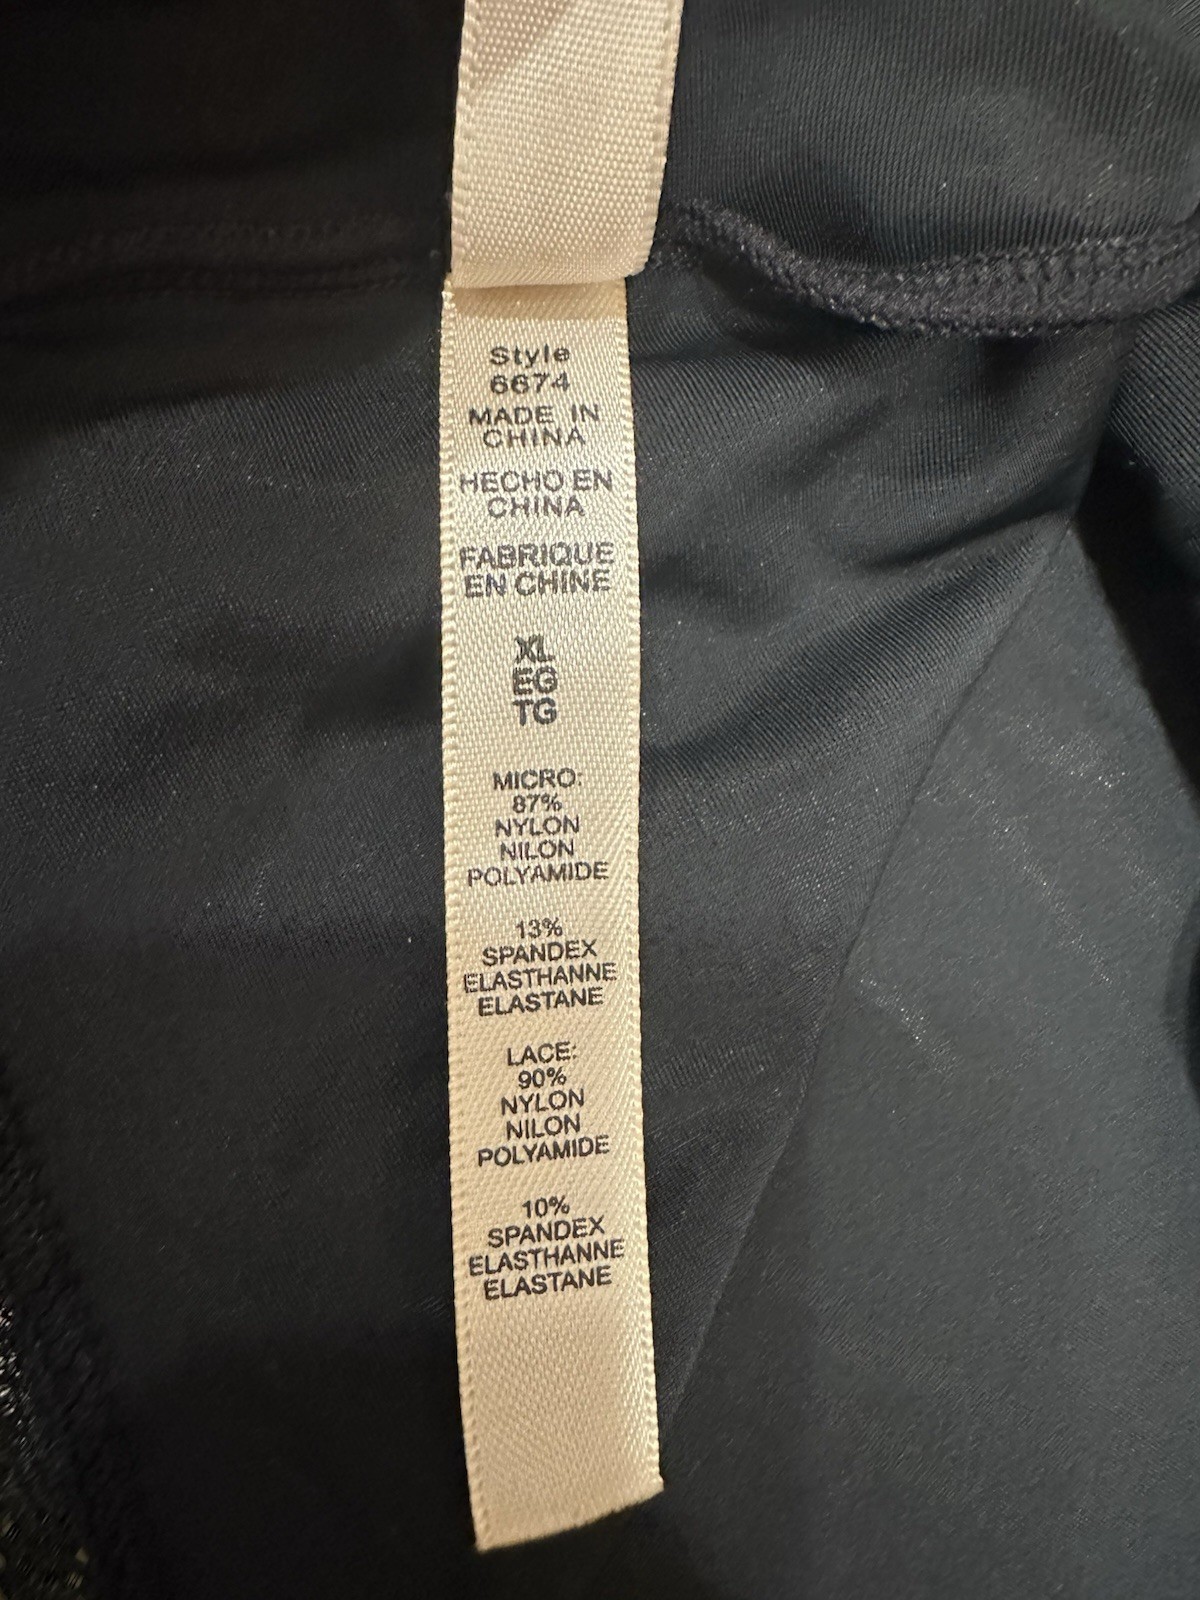 Style
6674
MADE IN
CHINA
HECHO EN
CHINA
FABRIQUE
EN CHINE
XL
EG
TG
MICRO:
87%
NYLON
NILON
POLYAMIDE
13%
SPANDEX
ELASTHANNE
ELASTANE
LACE:
90%
NYLON
NILON
POLYAMIDE
10%
SPANDEX
ELASTHANNE
ELASTANE